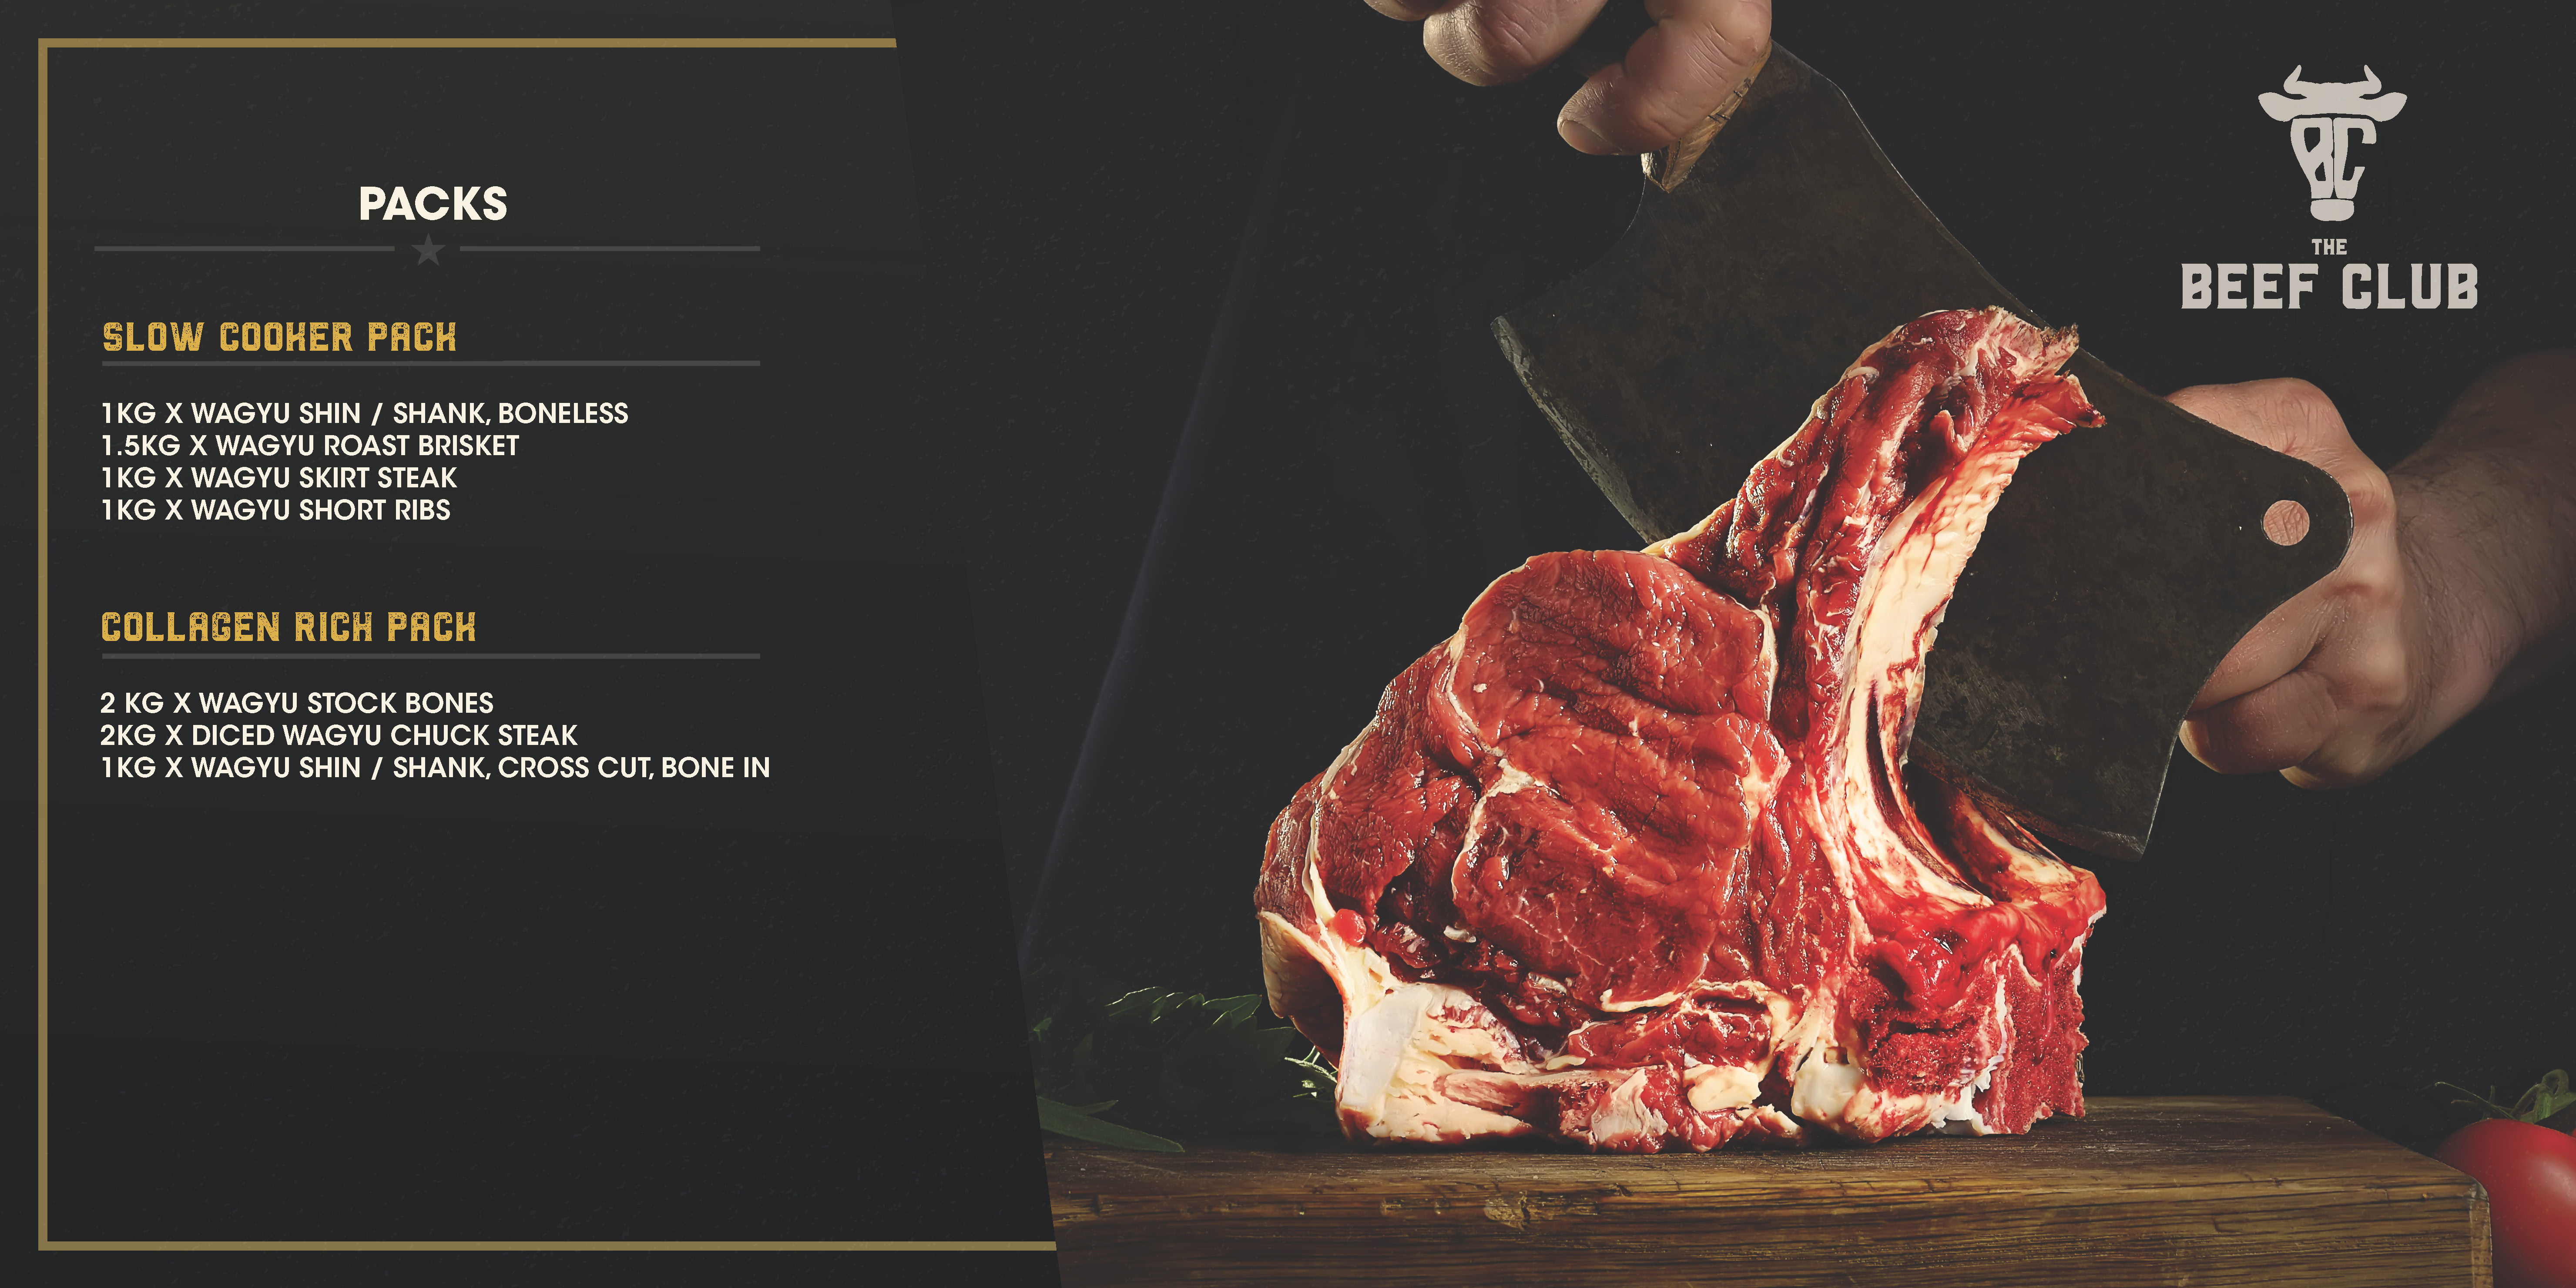 PACKS
SLOW COOKER PACK
1KG X WAGYU SHIN / SHANK, BONELESS
1.5KG X WAGYU ROAST BRISKET
1KG X WAGYU SKIRT STEAK
1KG X WAGYU SHORT RIBS
COLLAGEN RICH PACK
2 KG X WAGYU STOCK BONES
2KG X DICED WAGYU CHUCK STEAK
1KG X WAGYU SHIN / SHANK, CROSS CUT, BONE IN
BC
THE
BEEF CLUB